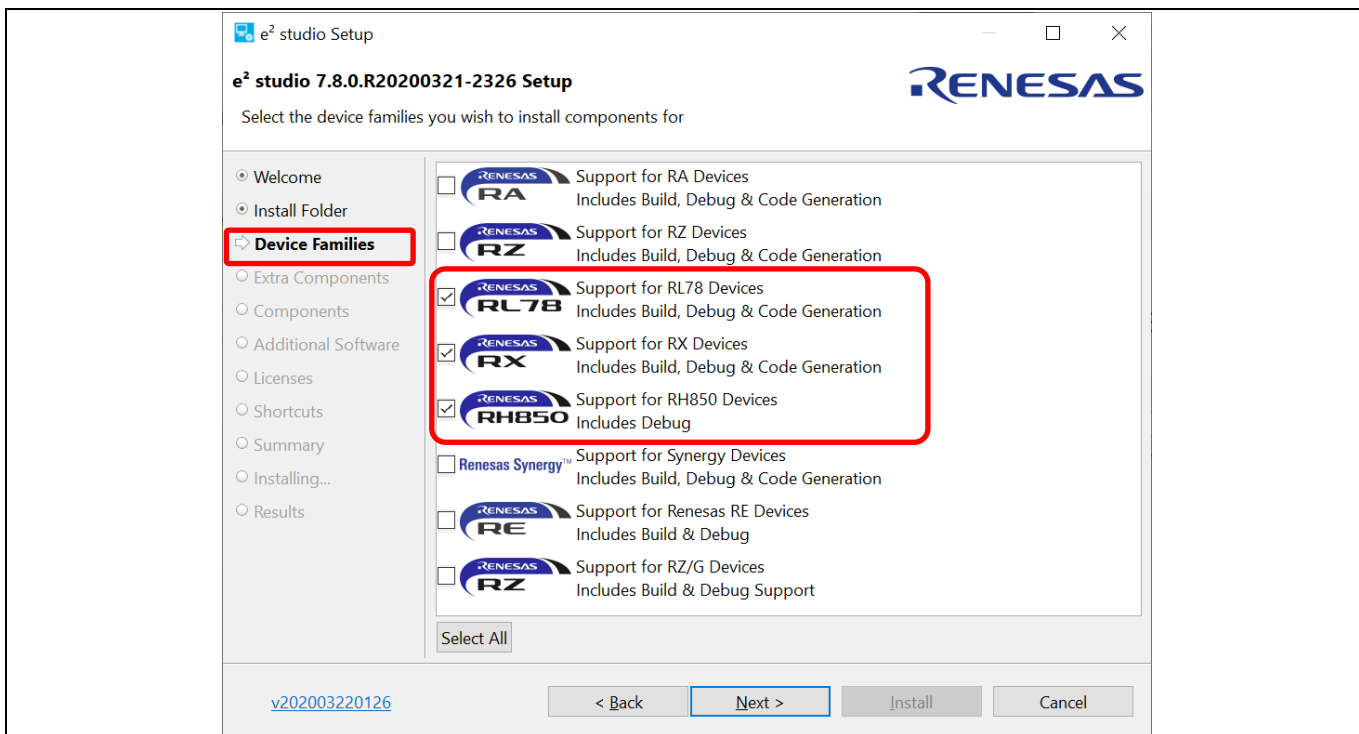 e² studio Setup
e² studio 7.8.0.R20200321-2326 Setup
RENESAS
Select the device families you wish to install components for
Welcome
Install Folder
Device Families
Extra Components
Components
Additional Software
Licenses
Shortcuts
Summary
Installing...
Results
RENESAS
RA
Support for RA Devices
Includes Build, Debug & Code Generation
RENESAS
RZ
Support for RZ Devices
Includes Build, Debug & Code Generation
RENESAS
RL78
Support for RL78 Devices
Includes Build, Debug & Code Generation
RENESAS
RX
Support for RX Devices
Includes Build, Debug & Code Generation
RENESAS
RH850
Support for RH850 Devices
Includes Debug
Renesas Synergy™
Support for Synergy Devices
Includes Build, Debug & Code Generation
RENESAS
RE
Support for Renesas RE Devices
Includes Build & Debug
RENESAS
RZ
Support for RZ/G Devices
Includes Build & Debug Support
Select All
v202003220126
< Back
Next >
Install
Cancel